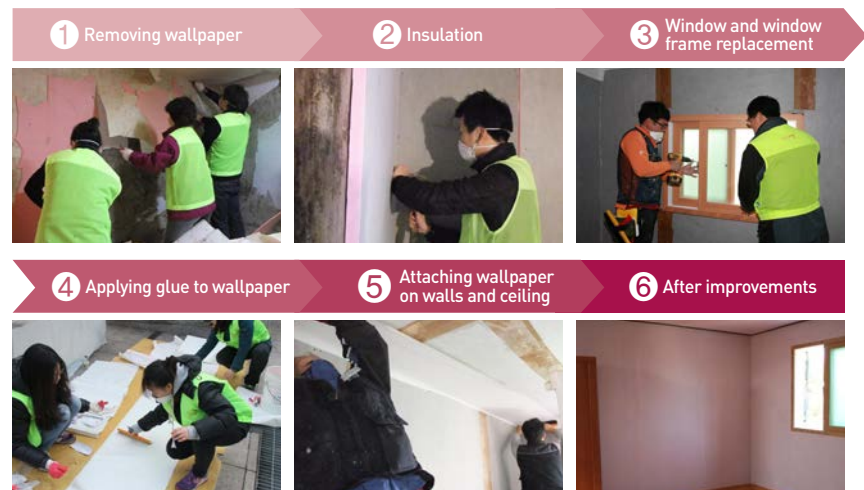 1 Removing wallpaper
2 Insulation
3 Window and window
frame replacement
4 Applying glue to wallpaper
5 Attaching wallpaper
on walls and ceiling
6 After improvements